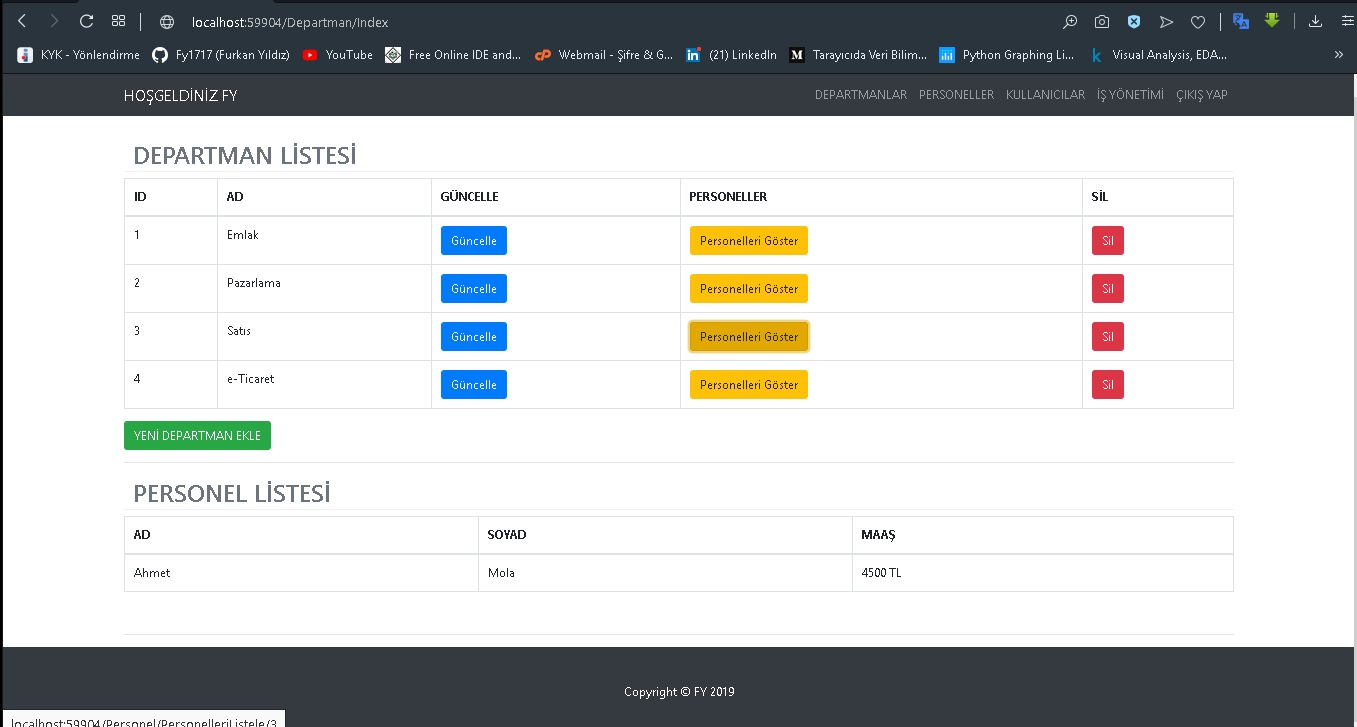 localhost:59904/Departman/Index
KYK - Yönlendirme Fy1717 (Furkan Yıldız) YouTube Free Online IDE and... cP Webmail - Şifre & G... in (21) LinkedIn M Tarayıcıda Veri Bilim... Python Graphing Li... k Visual Analysis, EDA... »
HOŞGELDİNİZ FY DEPARTMANLAR PERSONELLER KULLANICILAR İŞ YÖNETİMİ ÇIKIŞ YAP
DEPARTMAN LİSTESİ
ID AD GÜNCELLE PERSONELLER SİL
1 Emlak Güncelle Personelleri Göster Sil
2 Pazarlama Güncelle Personelleri Göster Sil
3 Satıs Güncelle Personelleri Göster Sil
4 e-Ticaret Güncelle Personelleri Göster Sil
YENİ DEPARTMAN EKLE
PERSONEL LİSTESİ
AD SOYAD MAAŞ
Ahmet Mola 4500 TL
Copyright © FY 2019
localhost:59904/Personel/PersonelleriListele/3